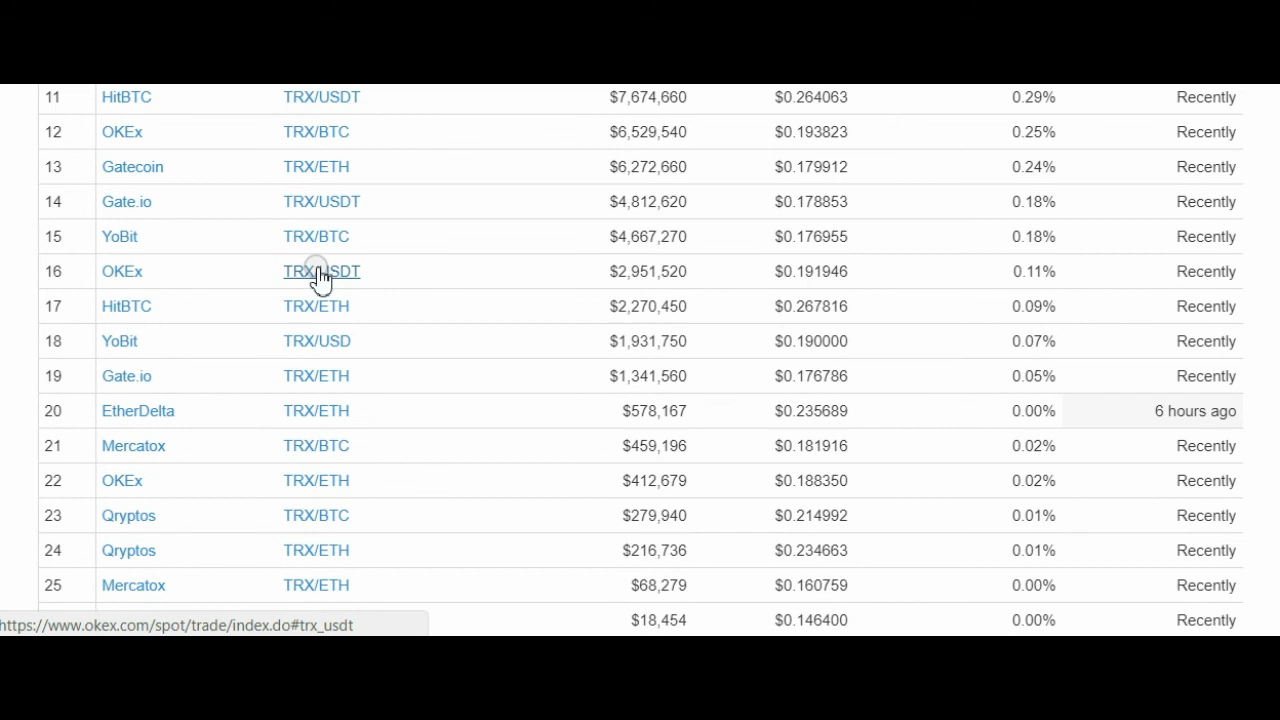 11 HitBTC TRX/USDT $7,674,660 $0.264063 0.29% Recently
12 OKEx TRX/BTC $6,529,540 $0.193823 0.25% Recently
13 Gatecoin TRX/ETH $6,272,660 $0.179912 0.24% Recently
14 Gate.io TRX/USDT $4,812,620 $0.178853 0.18% Recently
15 YoBit TRX/BTC $4,667,270 $0.176955 0.18% Recently
16 OKEx TRX/USDT $2,951,520 $0.191946 0.11% Recently
17 HitBTC TRX/ETH $2,270,450 $0.267816 0.09% Recently
18 YoBit TRX/USD $1,931,750 $0.190000 0.07% Recently
19 Gate.io TRX/ETH $1,341,560 $0.176786 0.05% Recently
20 EtherDelta TRX/ETH $578,167 $0.235689 0.00% 6 hours ago
21 Mercatox TRX/BTC $459,196 $0.181916 0.02% Recently
22 OKEx TRX/ETH $412,679 $0.188350 0.02% Recently
23 Qryptos TRX/BTC $279,940 $0.214992 0.01% Recently
24 Qryptos TRX/ETH $216,736 $0.234663 0.01% Recently
25 Mercatox TRX/ETH $68,279 $0.160759 0.00% Recently
$18,454 $0.146400 0.00% Recently
https://www.okex.com/spot/trade/index.do#trx_usdt